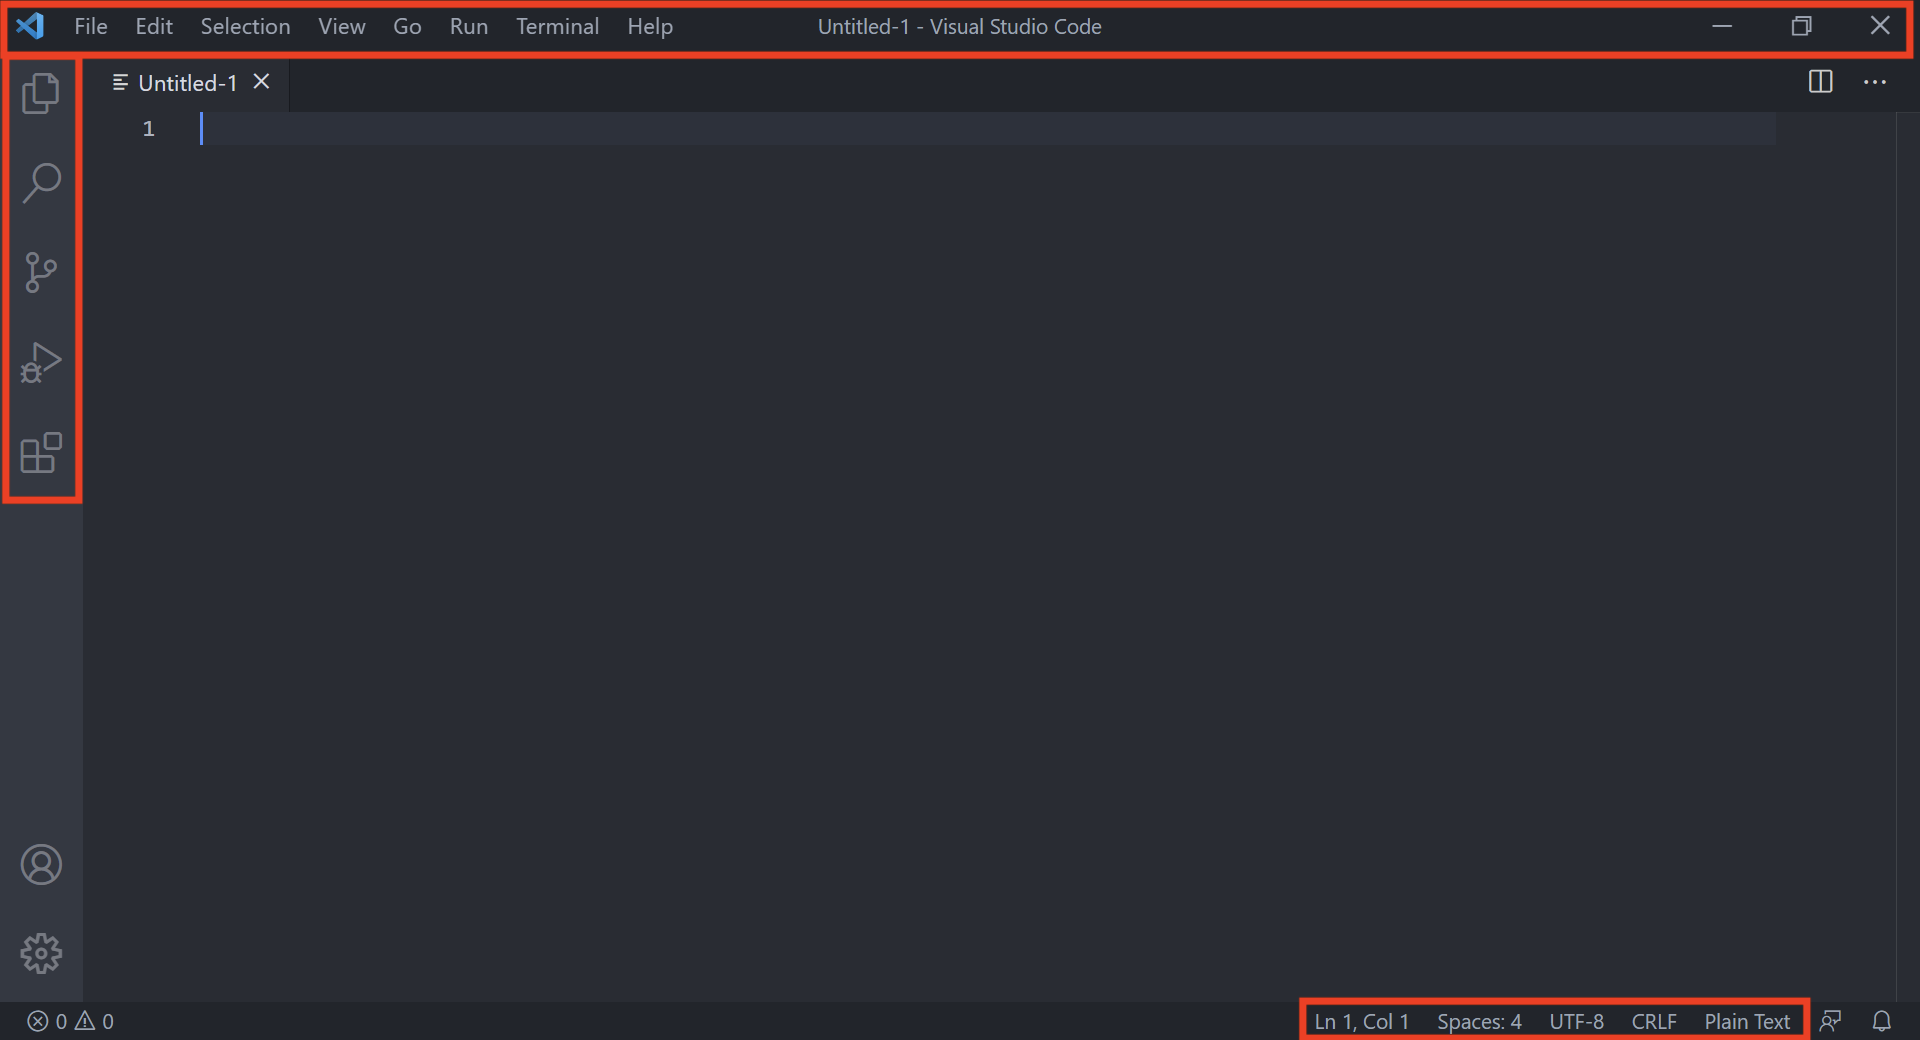 File Edit Selection View Go Run Terminal Help Untitled-1 - Visual Studio Code
Untitled-1
1
0 0 Ln 1, Col 1 Spaces: 4 UTF-8 CRLF Plain Text